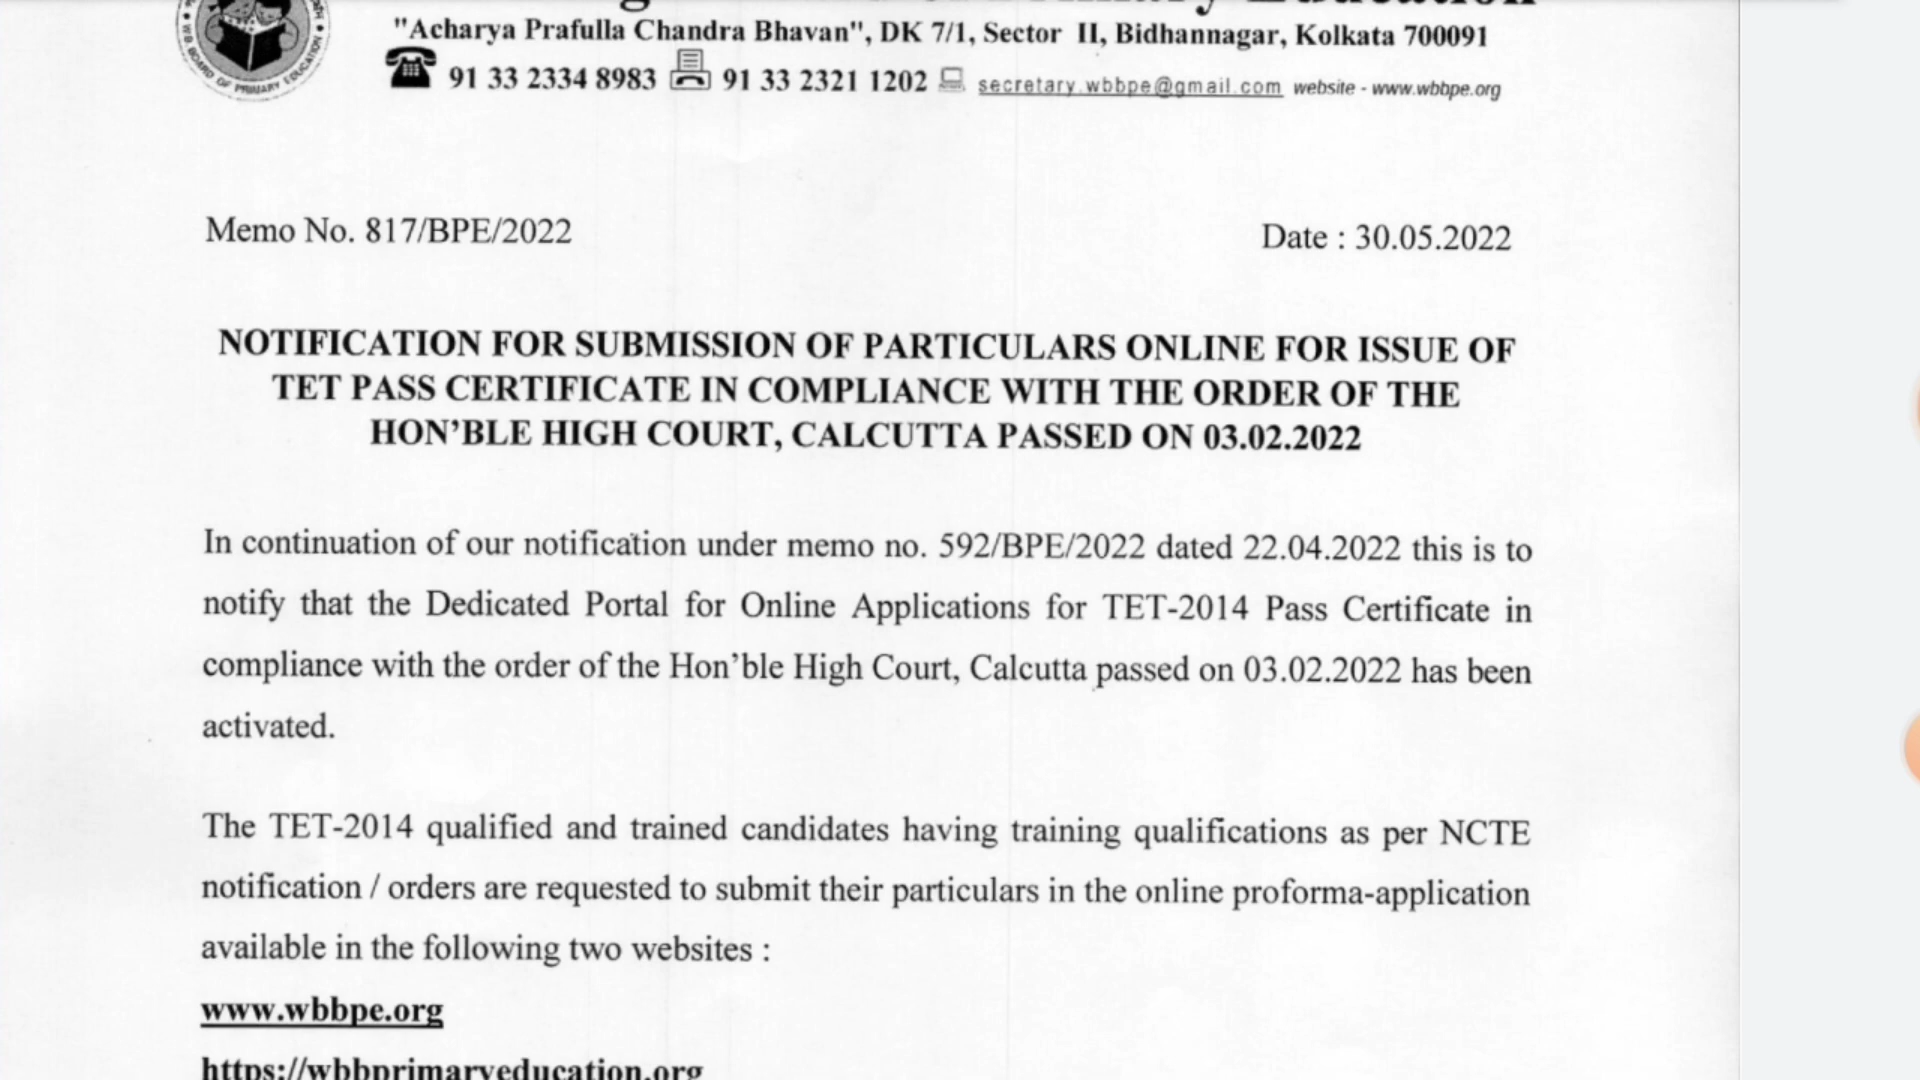 Education
"Acharya Prafulla Chandra Bhavan", DK 7/1, Sector II, Bidhannagar, Kolkata 700091
91 33 2334 8983 91 33 2321 1202 secretary.wbbpe@gmail.com website - www.wbbpe.org
W.B. BOARD OF PRIMARY EDUCATION
Memo No. 817/BPE/2022
Date : 30.05.2022
NOTIFICATION FOR SUBMISSION OF PARTICULARS ONLINE FOR ISSUE OF
TET PASS CERTIFICATE IN COMPLIANCE WITH THE ORDER OF THE
HON’BLE HIGH COURT, CALCUTTA PASSED ON 03.02.2022
In continuation of our notification under memo no. 592/BPE/2022 dated 22.04.2022 this is to
notify that the Dedicated Portal for Online Applications for TET-2014 Pass Certificate in
compliance with the order of the Hon’ble High Court, Calcutta passed on 03.02.2022 has been
activated.
The TET-2014 qualified and trained candidates having training qualifications as per NCTE
notification / orders are requested to submit their particulars in the online proforma-application
available in the following two websites :
www.wbbpe.org
https://wbbprimaryeducation.org